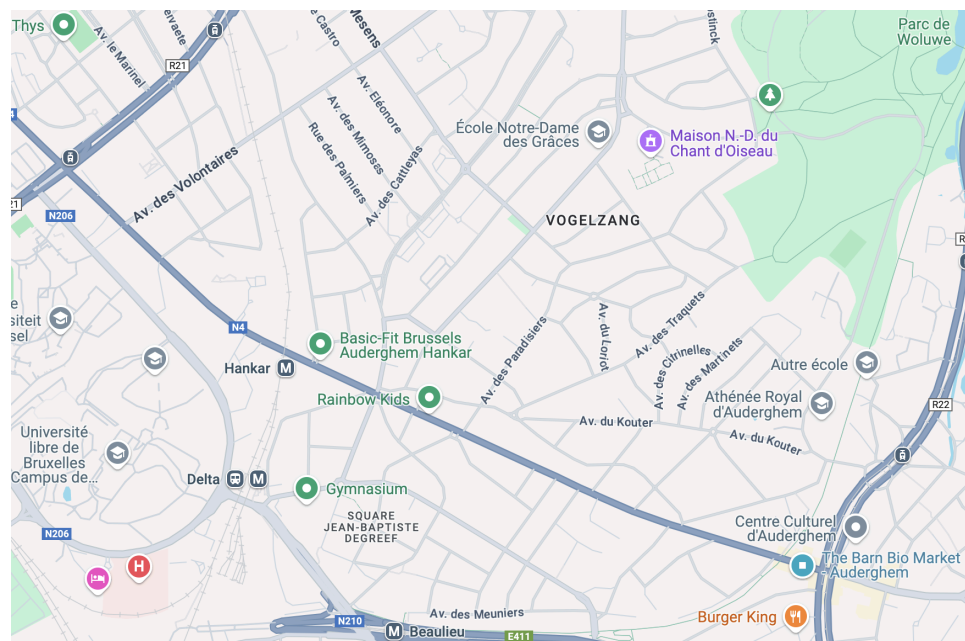 Thys
Av. le Marinel
R21
Mesens
Parc de
Woluwe
Av. Eléonore
Av. des Mimosas
Rue des Palmiers
Av. des Cattleyas
École Notre-Dame
des Grâces
Maison N.-D. du
Chant d'Oiseau
Av. des Volontaires
N206
VOGELZANG
N4
Hankar
M
Basic-Fit Brussels
Auderghem Hankar
Av. des Paradisiers
Av. du Loriot
Av. des Traquets
Av. des Citrinelles
Av. des Martinets
Autre école
Athénée Royal
d'Auderghem
R22
Rainbow Kids
Av. du Kouter
Av. du Kouter
Université
libre de
Bruxelles
Campus de...
Delta
M
Gymnasium
SQUARE
JEAN-BAPTISTE
DEGREEF
N206
H
Centre Culturel
d'Auderghem
The Barn Bio Market
- Auderghem
Av. des Meuniers
N210
M
Beaulieu
E411
Burger King